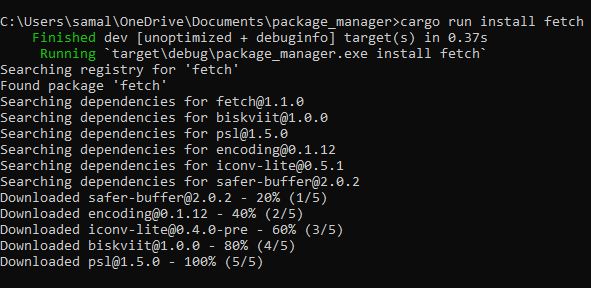 C:\Users\samal\OneDrive\Documents\package_manager>cargo run install fetch
Finished dev [unoptimized + debuginfo] target(s) in 0.37s
Running `target\debug\package_manager.exe install fetch`
Searching registry for 'fetch'
Found package 'fetch'
Searching dependencies for fetch@1.1.0
Searching dependencies for biskviit@1.0.0
Searching dependencies for psl@1.5.0
Searching dependencies for encoding@0.1.12
Searching dependencies for iconv-lite@0.5.1
Searching dependencies for safer-buffer@2.0.2
Downloaded safer-buffer@2.0.2 - 20% (1/5)
Downloaded encoding@0.1.12 - 40% (2/5)
Downloaded iconv-lite@0.4.0-pre - 60% (3/5)
Downloaded biskviit@1.0.0 - 80% (4/5)
Downloaded psl@1.5.0 - 100% (5/5)